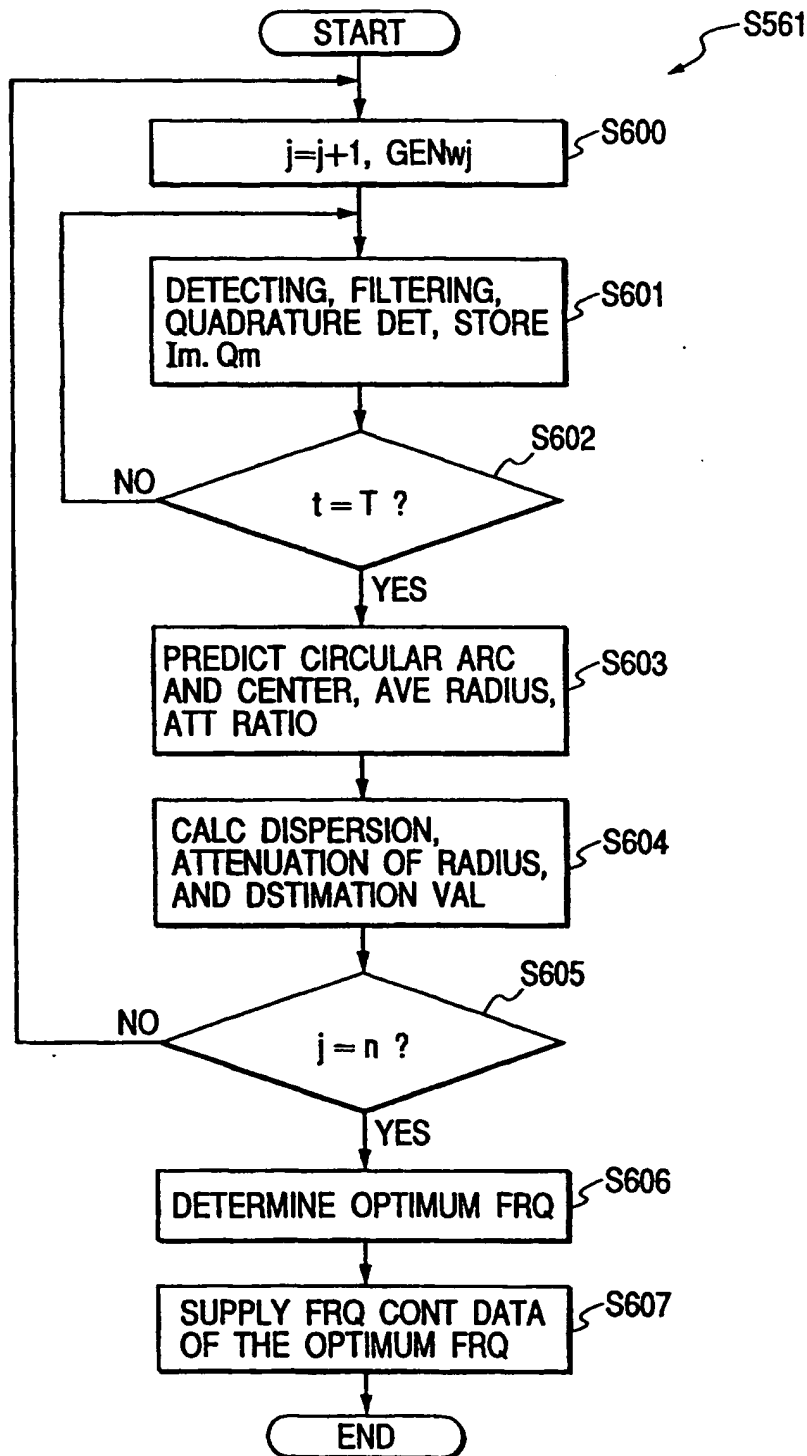 START
S561
j=j+1, GENwj
S600
DETECTING, FILTERING,
QUADRATURE DET, STORE
Im. Qm
S601
S602
NO
t = T ?
YES
PREDICT CIRCULAR ARC
AND CENTER, AVE RADIUS,
ATT RATIO
S603
CALC DISPERSION,
ATTENUATION OF RADIUS,
AND DSTIMATION VAL
S604
S605
NO
j = n ?
YES
DETERMINE OPTIMUM FRQ
S606
SUPPLY FRQ CONT DATA
OF THE OPTIMUM FRQ
S607
END